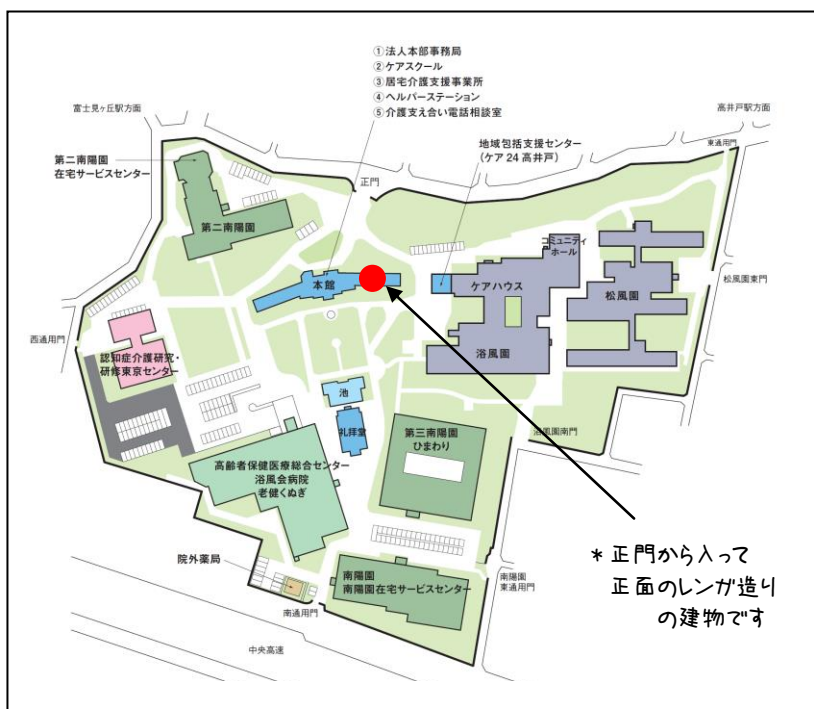 ①法人本部事務局
②ケアスクール
③居宅介護支援事業所
④ヘルパーステーション
⑤介護支え合い電話相談室
富士見ヶ丘駅方面
高井戸駅方面
地域包括支援センター
(ケア24高井戸)
東通用門
第二南陽園
在宅サービスセンター
正門
第二南陽園
コミュニティ
ホール
本館
ケアハウス
松風園
松風園東門
西通用門
認知症介護研究・
研修東京センター
浴風園
池
礼拝堂
第三南陽園
ひまわり
浴風園南門
高齢者保健医療総合センター
浴風会病院
老健くぬぎ
院外薬局
南陽園
南陽園在宅サービスセンター
南陽園
東通用門
南通用門
中央高速
*正門から入って
正面のレンガ造り
の建物です